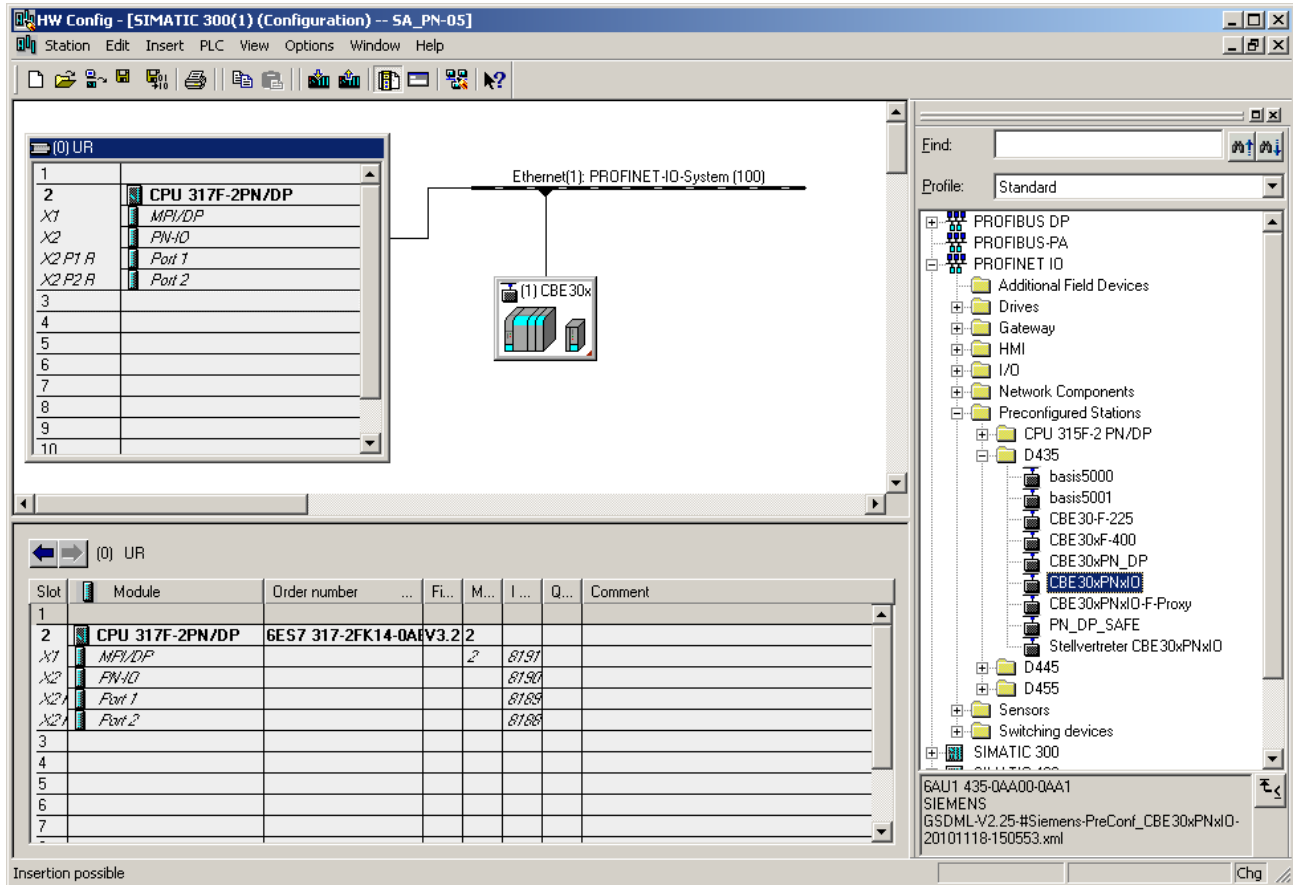 HW Config - [SIMATIC 300(1) (Configuration) -- SA_PN-05]
Station Edit Insert PLC View Options Window Help
(0) UR
1
2 CPU 317F-2PN/DP
X1 MPI/DP
X2 PN-IO
X2 P1 R Port 1
X2 P2 R Port 2
3
4
5
6
7
8
9
10
Ethernet(1): PROFINET-IO-System (100)
(1) CBE30x
(0) UR
Slot Module Order number ... Fi... M... I ... Q... Comment
1
2 CPU 317F-2PN/DP 6ES7 317-2FK14-0AB V3.2 2
X1 MPI/DP 2 8191
X2 PN-IO 8190
X2 Port 1 8189
X2 Port 2 8188
3
4
5
6
7
Insertion possible
Find:
Profile: Standard
PROFIBUS DP
PROFIBUS-PA
PROFINET IO
Additional Field Devices
Drives
Gateway
HMI
I/O
Network Components
Preconfigured Stations
CPU 315F-2 PN/DP
D435
basis5000
basis5001
CBE30-F-225
CBE30xF-400
CBE30xPN_DP
CBE30xPNxIO
CBE30xPNxIO-F-Proxy
PN_DP_SAFE
Stellvertreter CBE30xPNxIO
D445
D455
Sensors
Switching devices
SIMATIC 300
6AU1 435-0AA00-0AA1
SIEMENS
GSDML-V2.25-#Siemens-PreConf_CBE30xPNxIO-
20101118-150553.xml
Chg